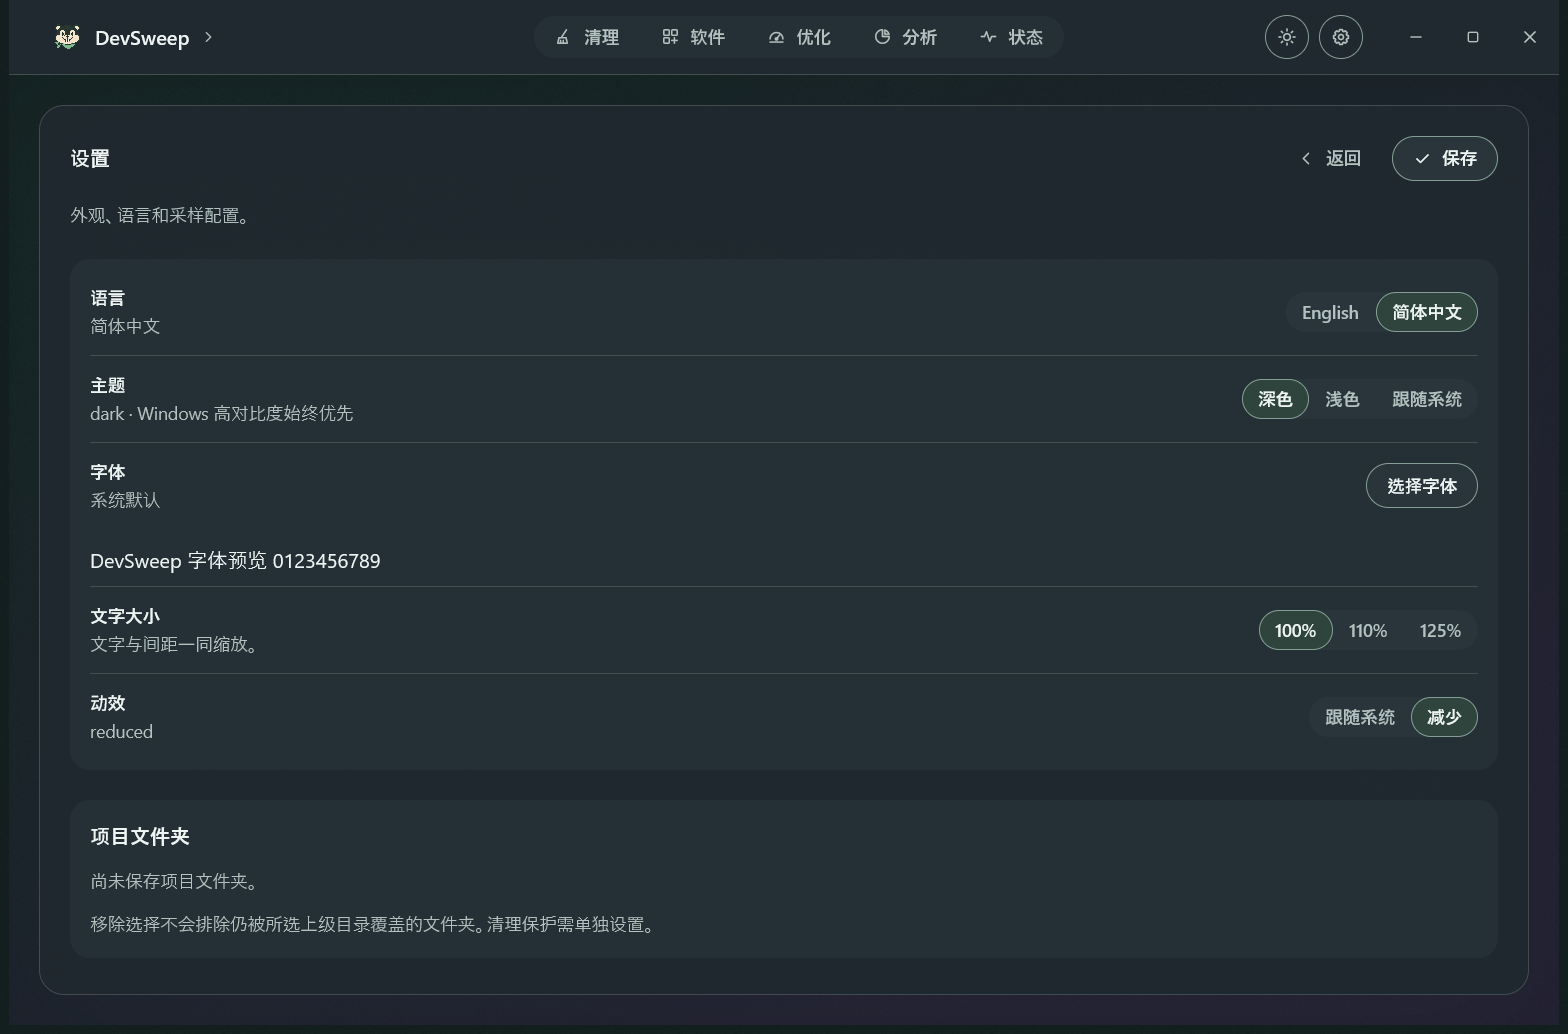 DevSweep
清理 软件 优化 分析 状态
设置
返回 保存
外观、语言和采样配置。
语言
简体中文
English 简体中文
主题
dark · Windows 高对比度始终优先
深色 浅色 跟随系统
字体
系统默认
选择字体
DevSweep 字体预览 0123456789
文字大小
文字与间距一同缩放。
100% 110% 125%
动效
reduced
跟随系统 减少
项目文件夹
尚未保存项目文件夹。
移除选择不会排除仍被所选上级目录覆盖的文件夹。清理保护需单独设置。